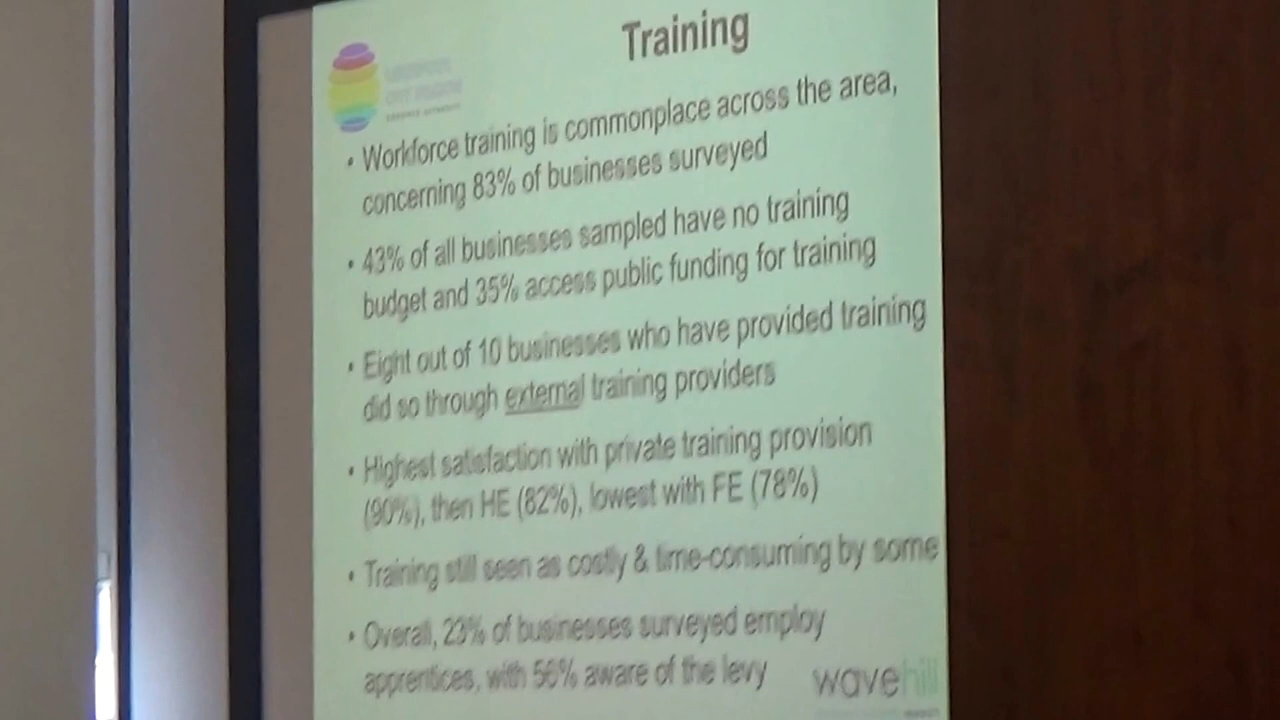 Training
• Workforce training is commonplace across the area,
concerning 83% of businesses surveyed
• 43% of all businesses sampled have no training
budget and 35% access public funding for training
• Eight out of 10 businesses who have provided training
did so through external training providers
• Highest satisfaction with private training provision
(90%), then HE (82%), lowest with FE (78%)
• Training still seen as costly & time-consuming by some
• Overall, 23% of businesses surveyed employ
apprentices, with 56% aware of the levy
wavehill